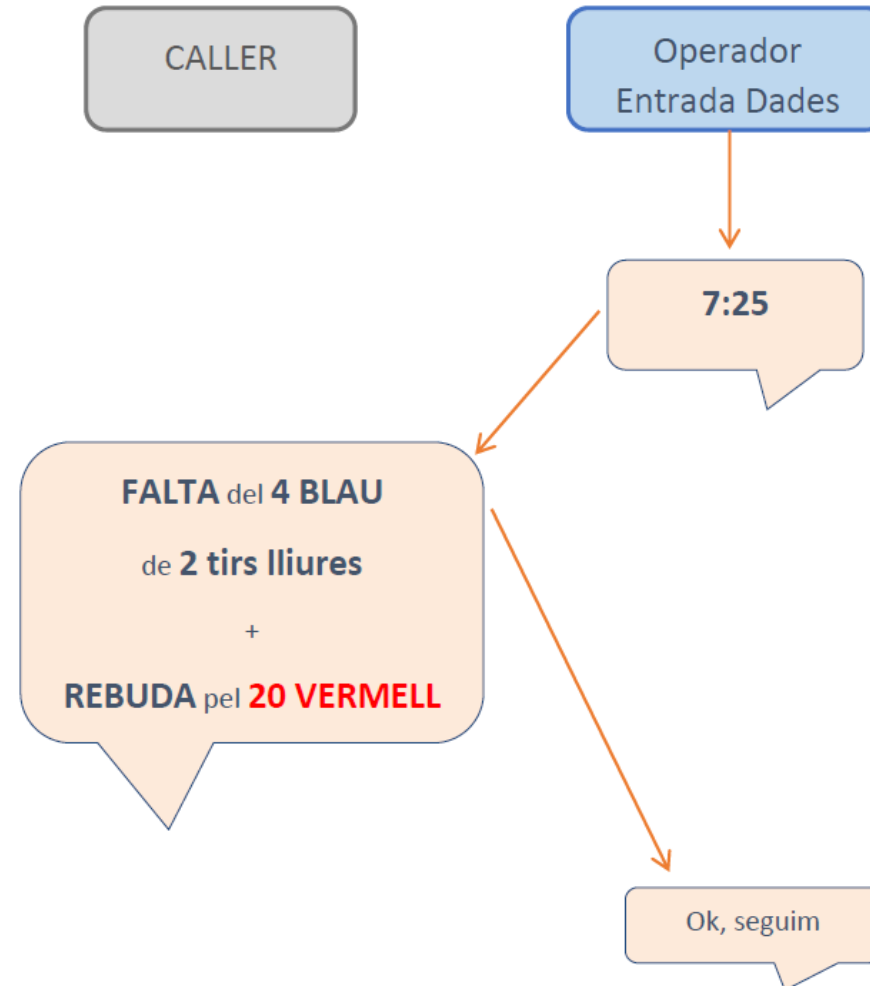 CALLER
Operador
Entrada Dades
7:25
FALTA del 4 BLAU
de 2 tirs lliures
+
REBUDA pel 20 VERMELL
Ok, seguim